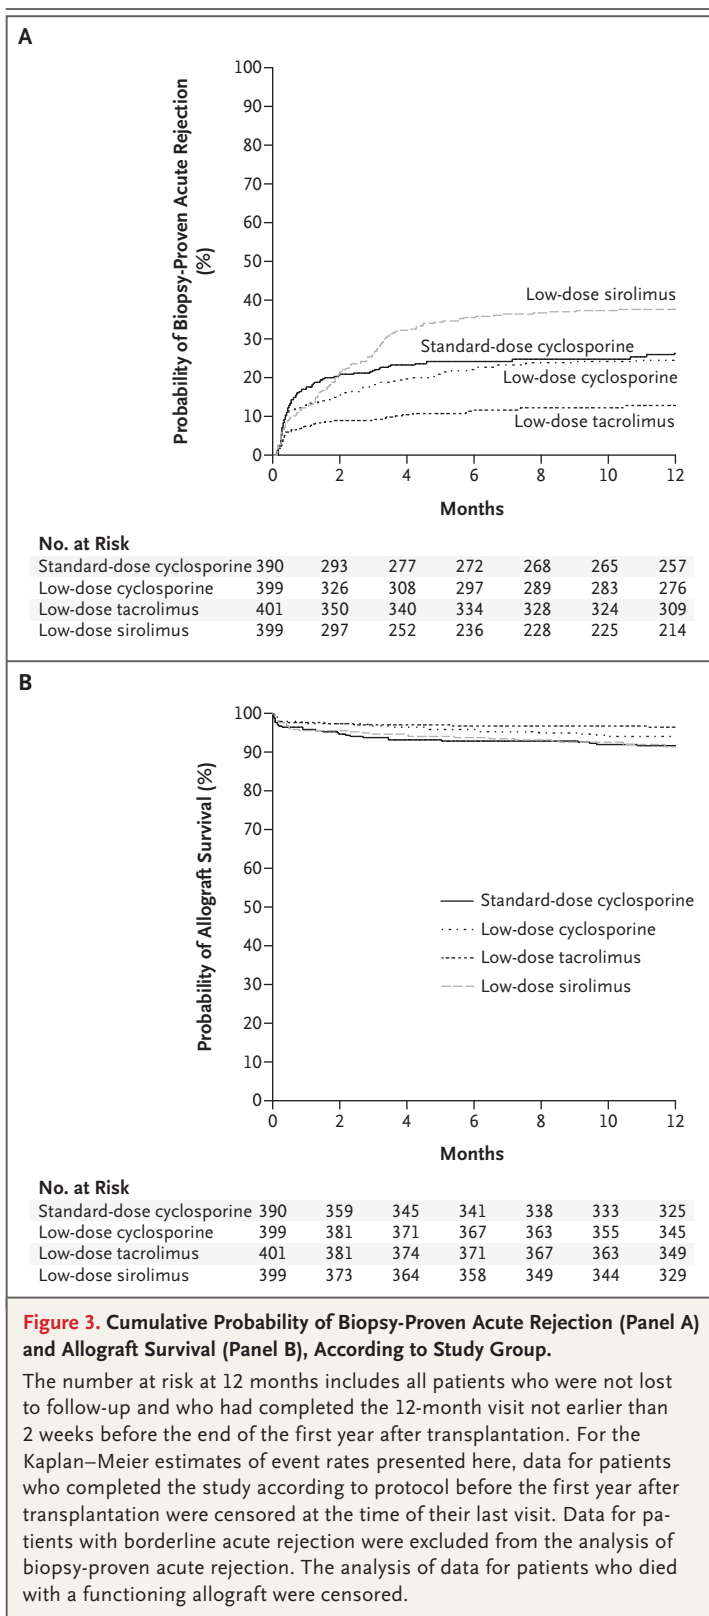 A
Probability of Biopsy-Proven Acute Rejection
(%)
100
90
80
70
60
50
40
30
20
10
0
Low-dose sirolimus
Standard-dose cyclosporine
Low-dose cyclosporine
Low-dose tacrolimus
0 2 4 6 8 10 12
Months
No. at Risk
Standard-dose cyclosporine 390 293 277 272 268 265 257
Low-dose cyclosporine 399 326 308 297 289 283 276
Low-dose tacrolimus 401 350 340 334 328 324 309
Low-dose sirolimus 399 297 252 236 228 225 214
B
Probability of Allograft Survival (%)
100
90
80
70
60
50
40
30
20
10
0
Standard-dose cyclosporine
Low-dose cyclosporine
Low-dose tacrolimus
Low-dose sirolimus
0 2 4 6 8 10 12
Months
No. at Risk
Standard-dose cyclosporine 390 359 345 341 338 333 325
Low-dose cyclosporine 399 381 371 367 363 355 345
Low-dose tacrolimus 401 381 374 371 367 363 349
Low-dose sirolimus 399 373 364 358 349 344 329
Figure 3. Cumulative Probability of Biopsy-Proven Acute Rejection (Panel A)
and Allograft Survival (Panel B), According to Study Group.
The number at risk at 12 months includes all patients who were not lost
to follow-up and who had completed the 12-month visit not earlier than
2 weeks before the end of the first year after transplantation. For the
Kaplan–Meier estimates of event rates presented here, data for patients
who completed the study according to protocol before the first year after
transplantation were censored at the time of their last visit. Data for pa-
tients with borderline acute rejection were excluded from the analysis of
biopsy-proven acute rejection. The analysis of data for patients who died
with a functioning allograft were censored.